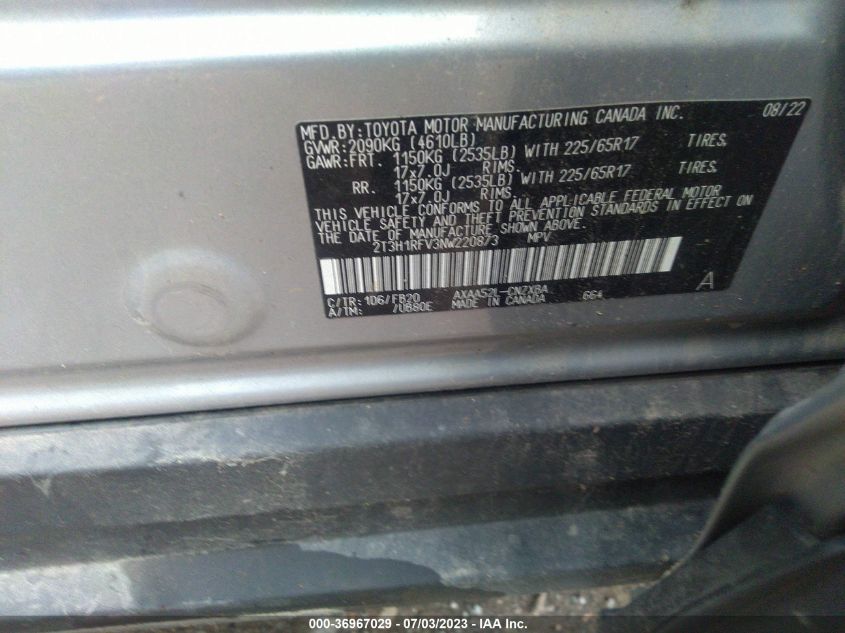 MFD.BY:TOYOTA MOTOR MANUFACTURING CANADA INC. 08/22
GVWR:2090KG (4610LB)
GAWR:FRT. 1150KG (2535LB) WITH 225/65R17 TIRES.
17x7.0J RIMS.
RR. 1150KG (2535LB) WITH 225/65R17 TIRES.
17x7.0J RIMS.
THIS VEHICLE CONFORMS TO ALL APPLICABLE FEDERAL MOTOR
VEHICLE SAFETY AND THEFT PREVENTION STANDARDS IN EFFECT ON
THE DATE OF MANUFACTURE SHOWN ABOVE.
2T3H1RFV3NW220873 MPV
C/TR:1D6/FB20 AXAA52L-CNZXBA 664 A
A/TM: /UB80E MADE IN CANADA
000-36967029 - 07/03/2023 - IAA Inc.